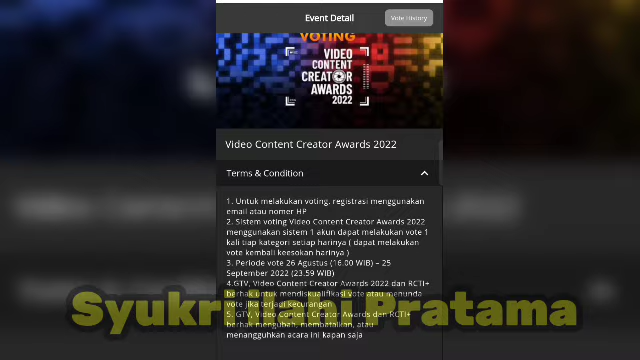 Event Detail
Vote History
VOTING
VIDEO
CONTENT
CREATOR
AWARDS
2022
Video Content Creator Awards 2022
Terms & Condition
1. Untuk melakukan voting, registrasi menggunakan
email atau nomer HP
2. Sistem voting Video Content Creator Awards 2022
menggunakan sistem 1 akun dapat melakukan vote 1
kali tiap kategori setiap harinya ( dapat melakukan
vote kembali keesokan harinya )
3. Periode vote 26 Agustus (16.00 WIB) – 25
September 2022 (23.59 WIB)
4.GTV, Video Content Creator Awards 2022 dan RCTI+
berhak untuk mendiskualifikasi vote atau menunda
vote jika terjadi kecurangan
5. GTV, Video Content Creator Awards dan RCTI+
berhak mengubah, membatalkan, atau
menangguhkan acara ini kapan saja
Pratama